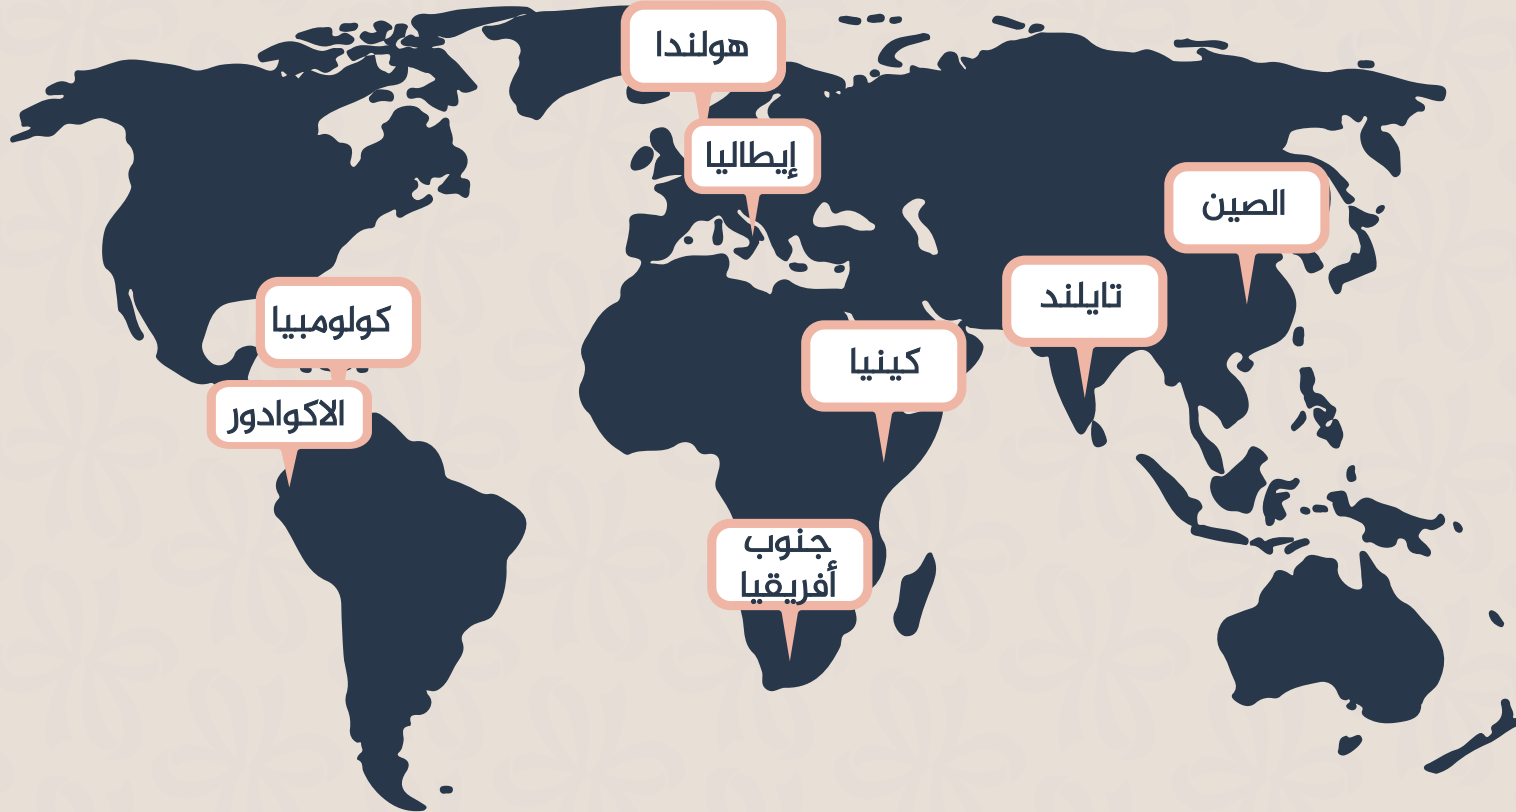 هولندا
إيطاليا
الصين
تايلند
كولومبيا
كينيا
الاكوادور
جنوب
أفريقيا